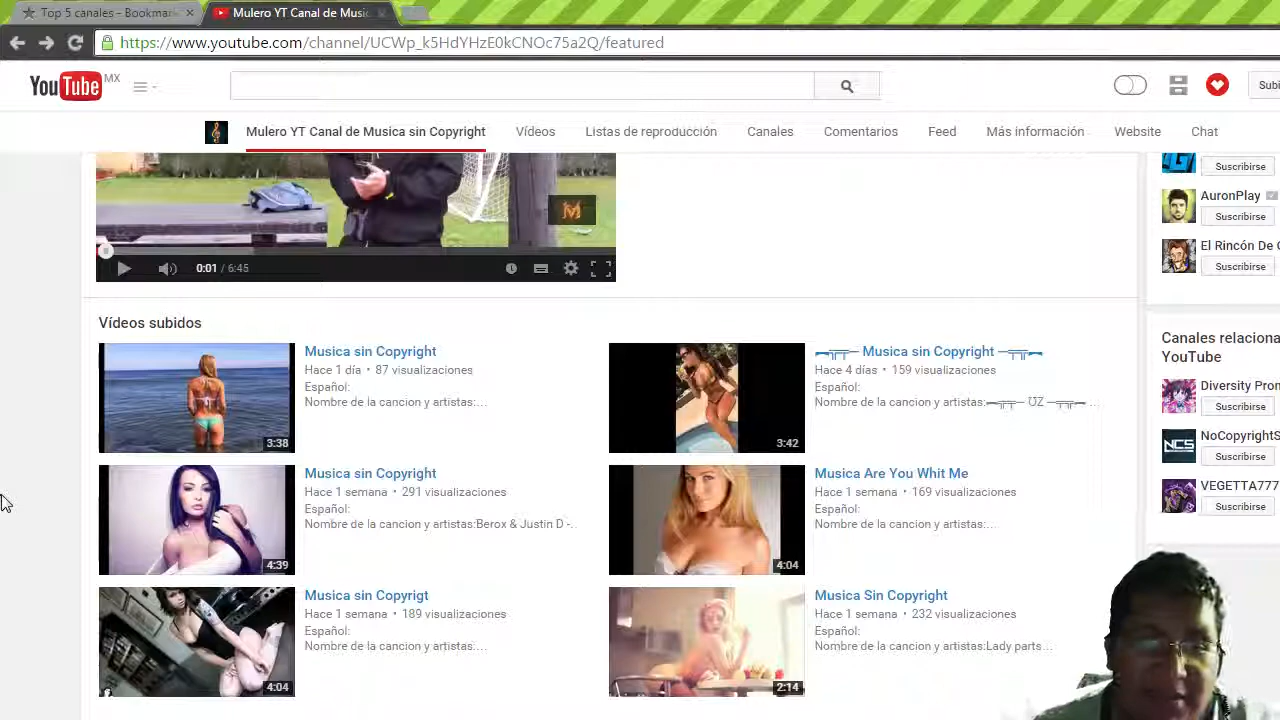 Top 5 canales - Bookmar
Mulero YT Canal de Music
https://www.youtube.com/channel/UCWp_k5HdYHzE0kCNOc75a2Q/featured
YouTube MX
Subi
Mulero YT Canal de Musica sin Copyright
Vídeos
Listas de reproducción
Canales
Comentarios
Feed
Más información
Website
Chat
Suscribirse
AuronPlay
Suscribirse
El Rincón De
Suscribirse
M
0:01 / 6:45
Vídeos subidos
3:38
Musica sin Copyright
Hace 1 día • 87 visualizaciones
Español:
Nombre de la cancion y artistas:...
3:42
Musica sin Copyright
Hace 4 días • 159 visualizaciones
Español:
Nombre de la cancion y artistas:
4:39
Musica sin Copyright
Hace 1 semana • 291 visualizaciones
Español:
Nombre de la cancion y artistas:Berox & Justin D -..
4:04
Musica Are You Whit Me
Hace 1 semana • 169 visualizaciones
Español:
Nombre de la cancion y artistas:...
4:04
Musica sin Copyrigt
Hace 1 semana • 189 visualizaciones
Español:
Nombre de la cancion y artistas:...
2:14
Musica Sin Copyright
Hace 1 semana • 232 visualizaciones
Español:
Nombre de la cancion y artistas:Lady parts...
Canales relaciona
YouTube
Diversity Pron
Suscribirse
NCS
NoCopyrightS
Suscribirse
VEGETTA777
Suscribirse